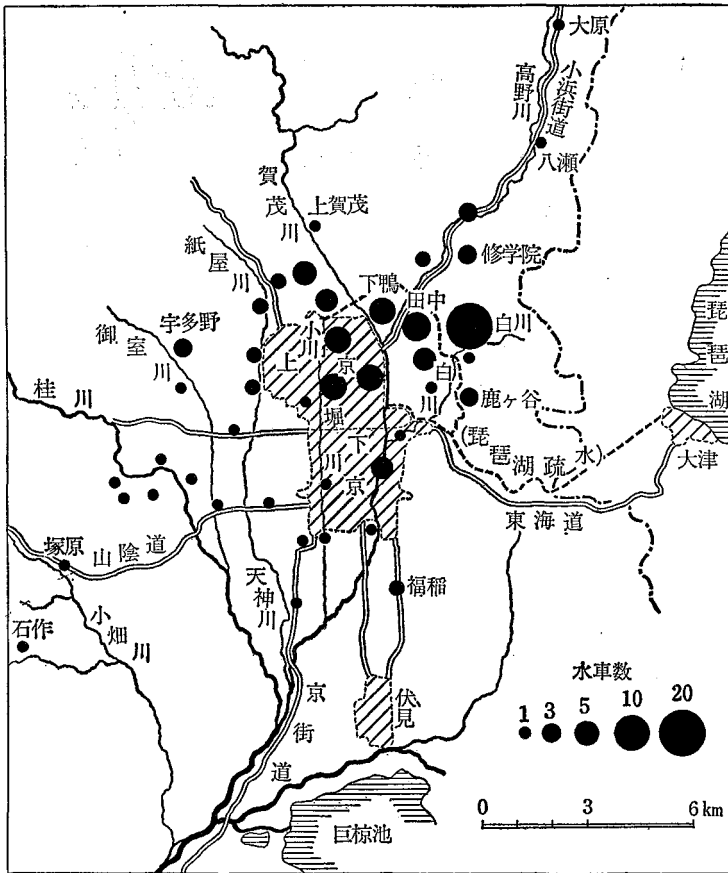 大原
小浜街道
高野川
八瀬
賀茂川
上賀茂
紙屋川
修学院
下鴨
田中
白川
宇多野
御室川
小川
上京
白川
鹿ヶ谷
琵琶湖
桂川
堀川
下京
(琵琶湖疏水)
大津
東海道
塚原
山陰道
天神川
福稲
石作
小畑川
京街道
伏見
巨椋池
水車数
1 3 5 10 20
0 3 6km